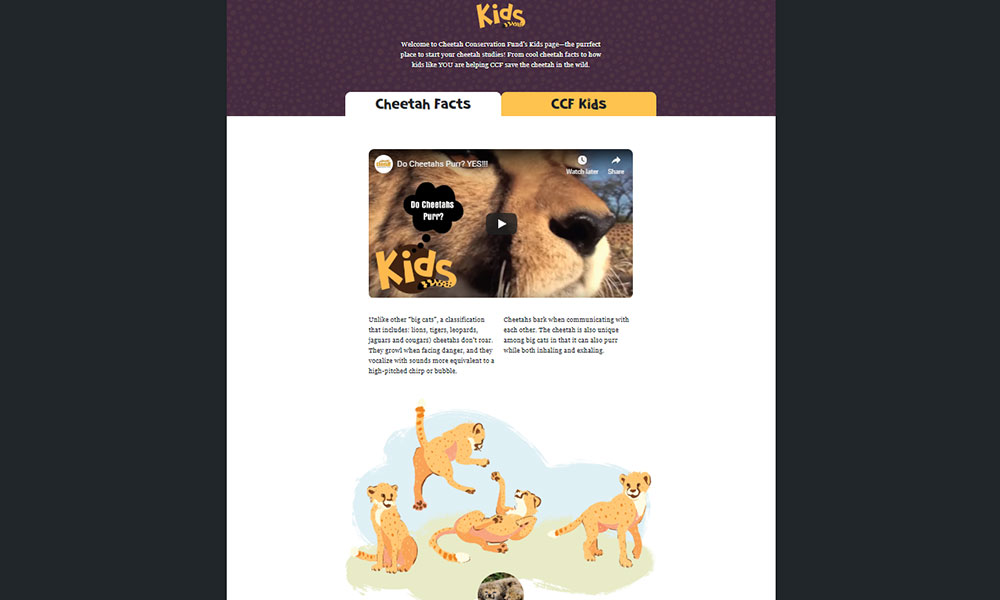 Kids
Welcome to Cheetah Conservation Fund's Kids page—the purrfect
place to start your cheetah studies! From cool cheetah facts to how
kids like YOU are helping CCF save the cheetah in the wild.
Cheetah Facts
CCF Kids
Do Cheetahs Purr? YES!!!
Watch later
Share
Do Cheetahs
Purr?
Kids
Unlike other "big cats", a classification
that includes: lions, tigers, leopards,
jaguars and cougars) cheetahs don't roar.
They growl when facing danger, and they
vocalize with sounds more equivalent to a
high-pitched chirp or bubble.
Cheetahs bark when communicating with
each other. The cheetah is also unique
among big cats in that it can also purr
while both inhaling and exhaling.